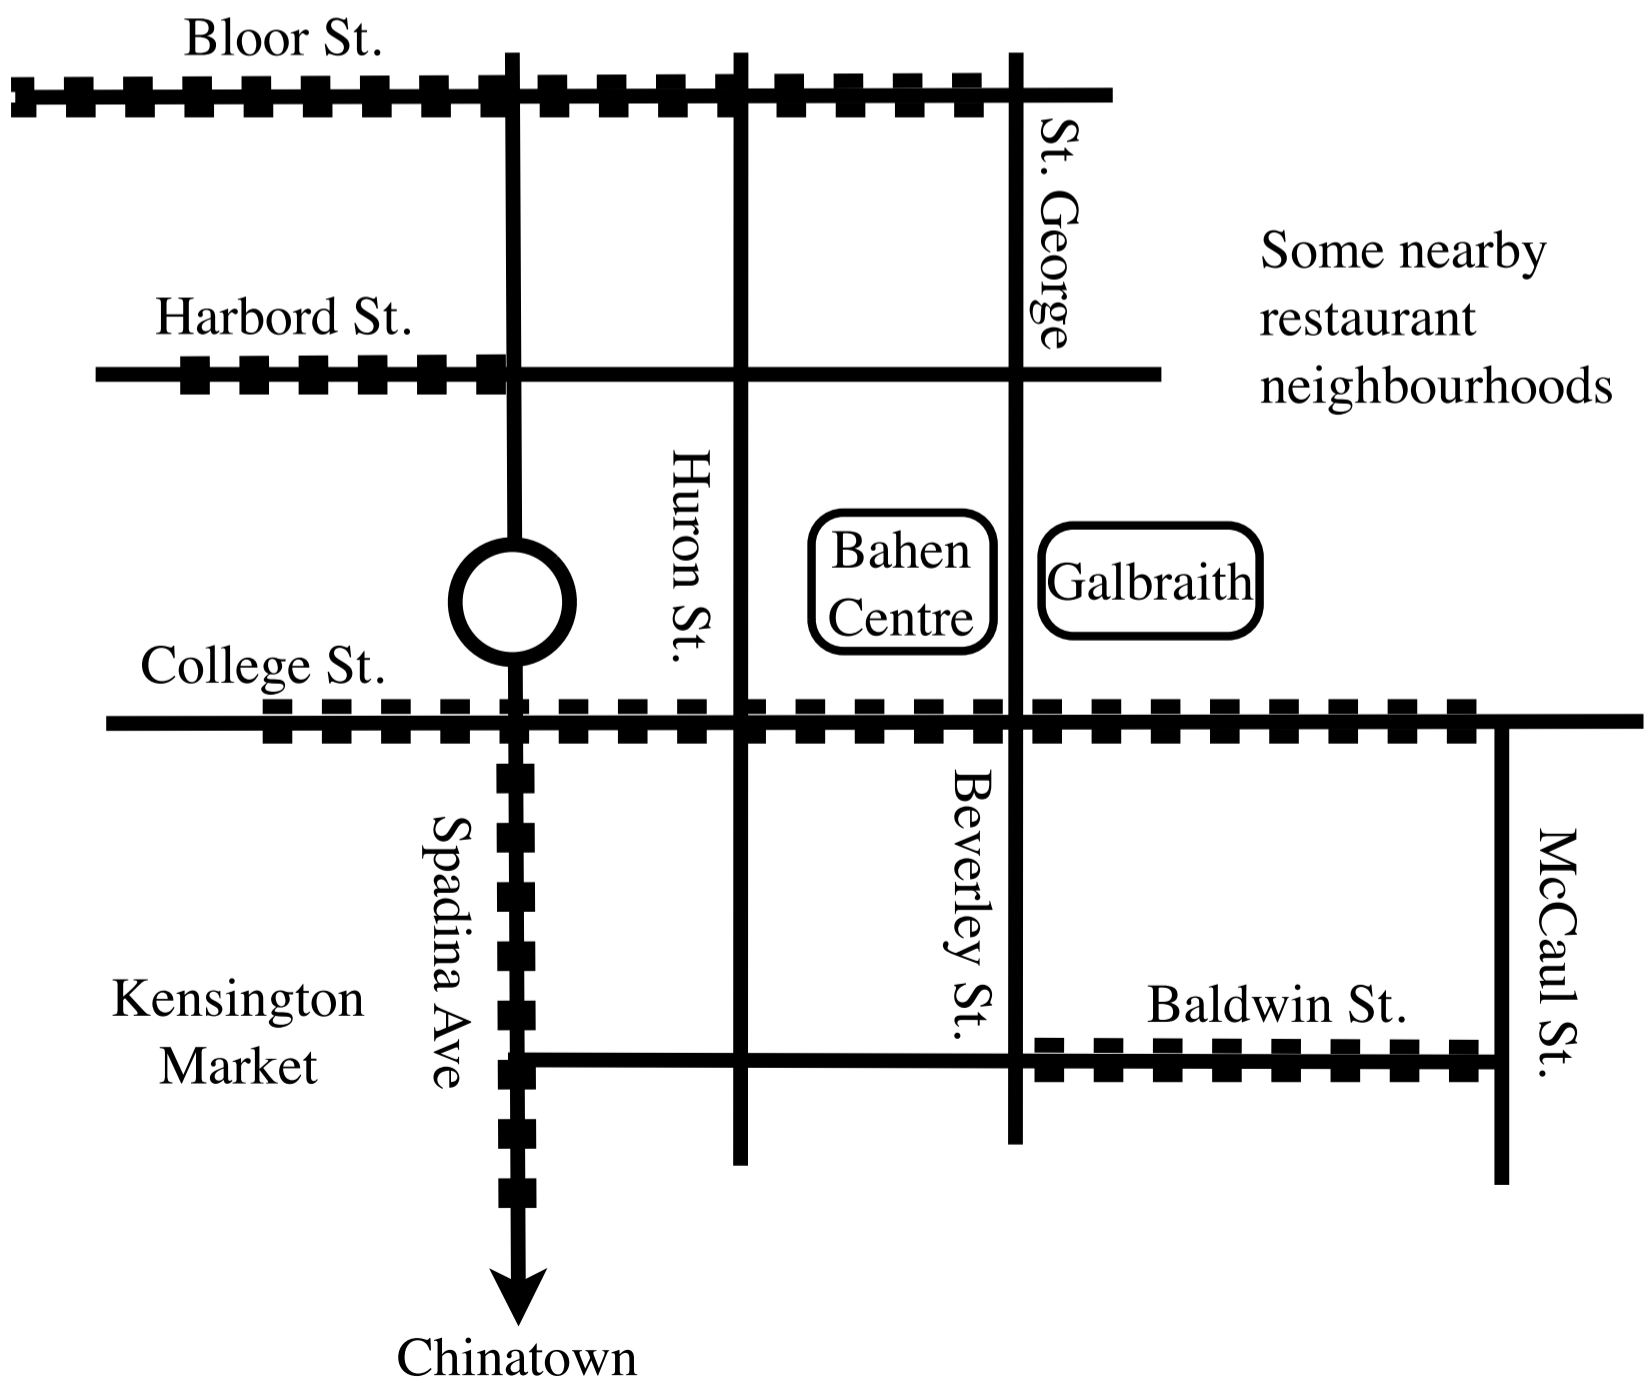 Bloor St.
St. George
Some nearby
restaurant
neighbourhoods
Harbord St.
Huron St.
Bahen
Centre
Galbraith
College St.
Spadina Ave
Beverley St.
McCaul St.
Kensington
Market
Baldwin St.
Chinatown